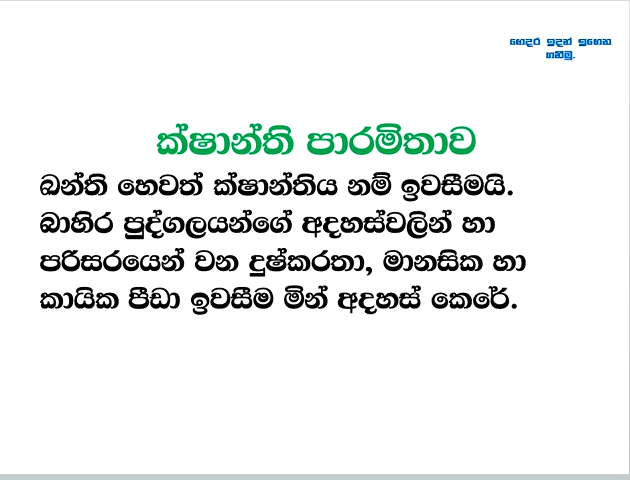 ගෙදර ඉදන් ඉගෙන
ගනිමු.
ක්ෂාන්ති පාරමිතාව
ඛන්ති හෙවත් ක්ෂාන්තිය නම් ඉවසීමයි.
බාහිර පුද්ගලයන්ගේ අදහස්වලින් හා
පරිසරයෙන් වන දුෂ්කරතා, මානසික හා
කායික පීඩා ඉවසීම මින් අදහස් කෙරේ.